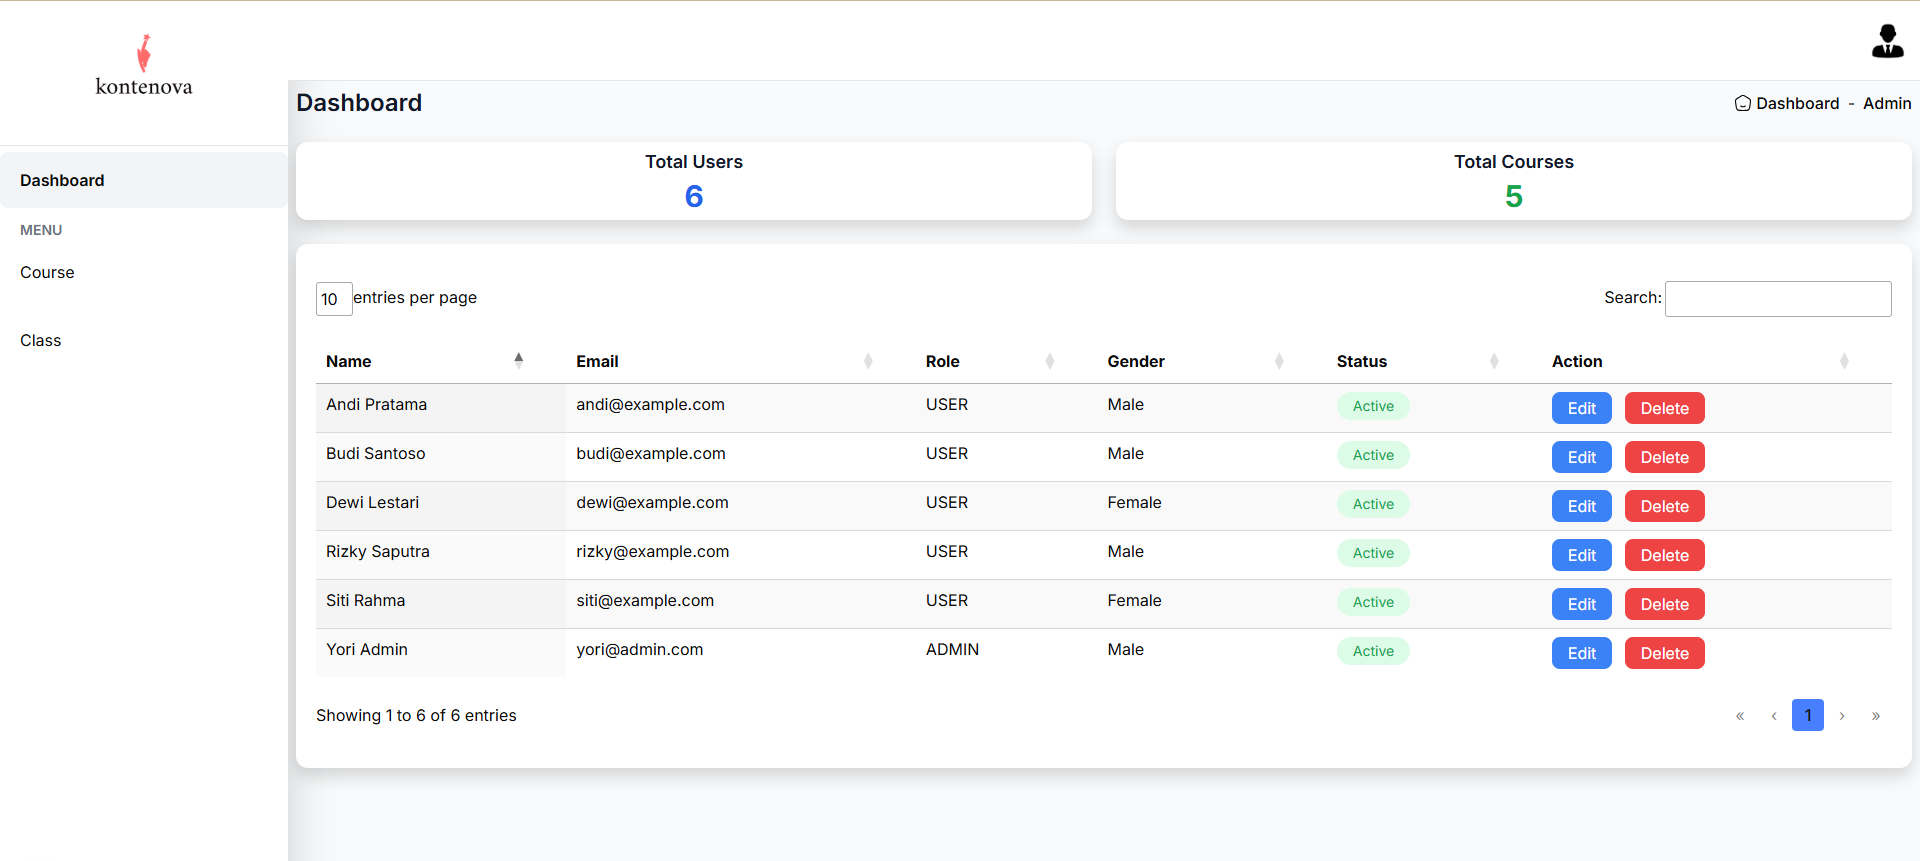 kontenova
Dashboard
MENU
Course
Class
Dashboard
Dashboard - Admin
Total Users
6
Total Courses
5
10 entries per page
Search:
Name Email Role Gender Status Action
Andi Pratama andi@example.com USER Male Active Edit Delete
Budi Santoso budi@example.com USER Male Active Edit Delete
Dewi Lestari dewi@example.com USER Female Active Edit Delete
Rizky Saputra rizky@example.com USER Male Active Edit Delete
Siti Rahma siti@example.com USER Female Active Edit Delete
Yori Admin yori@admin.com ADMIN Male Active Edit Delete
Showing 1 to 6 of 6 entries
« ‹ 1 › »